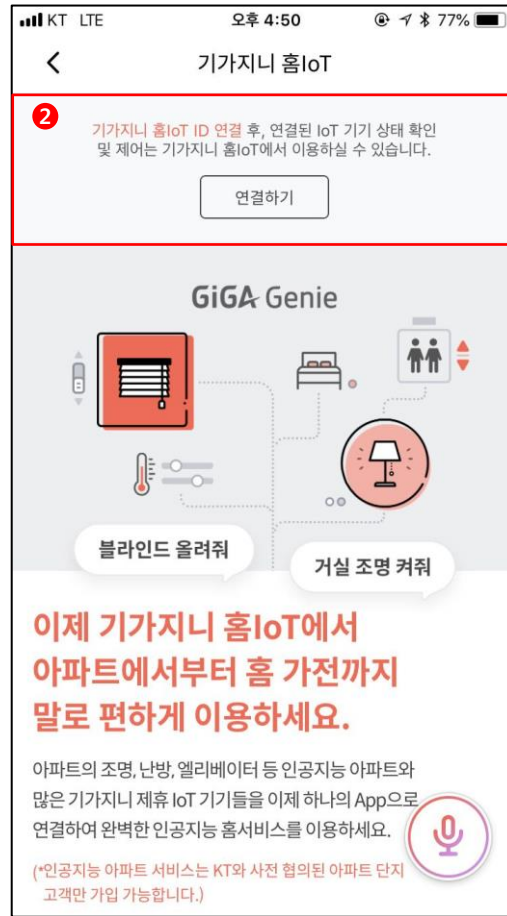 KT LTE 오후 4:50 77%
기가지니 홈IoT
2
기가지니 홈IoT ID 연결 후, 연결된 IoT 기기 상태 확인
및 제어는 기가지니 홈IoT에서 이용하실 수 있습니다.
연결하기
GiGA Genie
블라인드 올려줘
거실 조명 켜줘
이제 기가지니 홈IoT에서
아파트에서부터 홈 가전까지
말로 편하게 이용하세요.
아파트의 조명, 난방, 엘리베이터 등 인공지능 아파트와
많은 기가지니 제휴 IoT 기기들을 이제 하나의 App으로
연결하여 완벽한 인공지능 홈서비스를 이용하세요.
(*인공지능 아파트 서비스는 KT와 사전 협의된 아파트 단지
고객만 가입 가능합니다.)